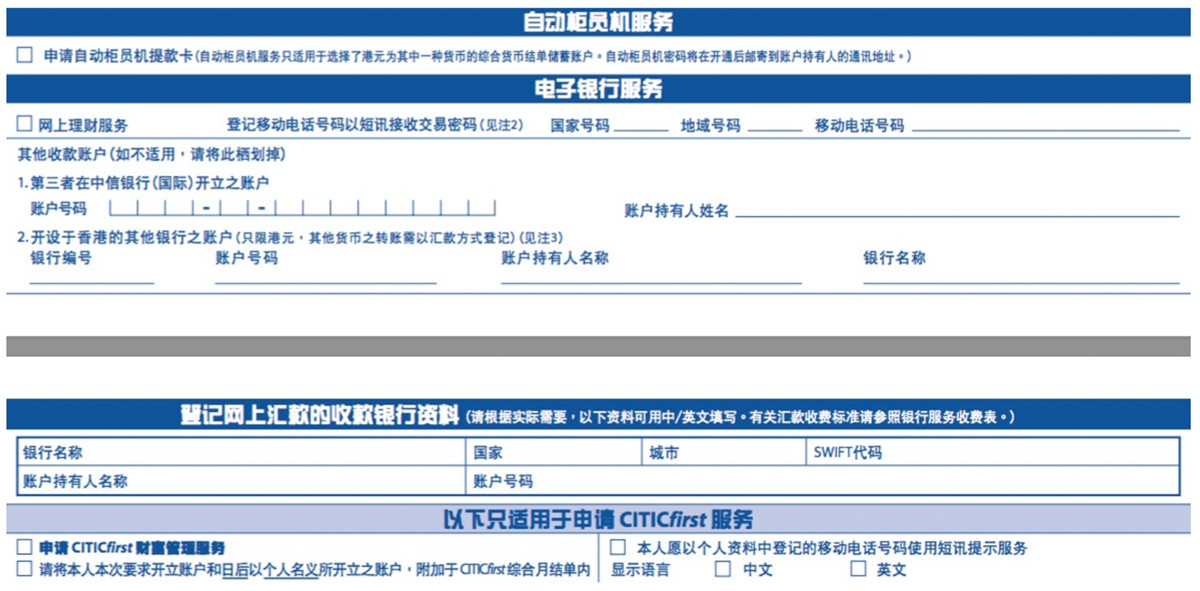 自动柜员机服务
申请自动柜员机提款卡(自动柜员机服务只适用于选择了港元为其中一种货币的综合货币结单储蓄账户。自动柜员机密码将在开通后邮寄到账户持有人的通讯地址。)
电子银行服务
网上理财服务 登记移动电话号码以短讯接收交易密码(见注2) 国家号码 地域号码 移动电话号码
其他收款账户(如不适用，请将此栖划掉)
1.第三者在中信银行(国际)开立之账户
账户号码 - - 账户持有人姓名
2.开设于香港的其他银行之账户(只限港元，其他货币之转账需以汇款方式登记)(见注3)
银行编号 账户号码 账户持有人名称 银行名称
登记网上汇款的收款银行资料(请根据实际需要，以下资料可用中/英文填写。有关汇款收费标准请参照银行服务收费表。)
银行名称 国家 城市 SWIFT代码
账户持有人名称 账户号码
以下只适用于申请 CITICfirst 服务
申请 CITICfirst 财富管理服务 本人愿以个人资料中登记的移动电话号码使用短讯提示服务
请将本人本次要求开立账户和日后以个人名义所开立之账户，附加于 CITICfirst 综合月结单内 显示语言 中文 英文